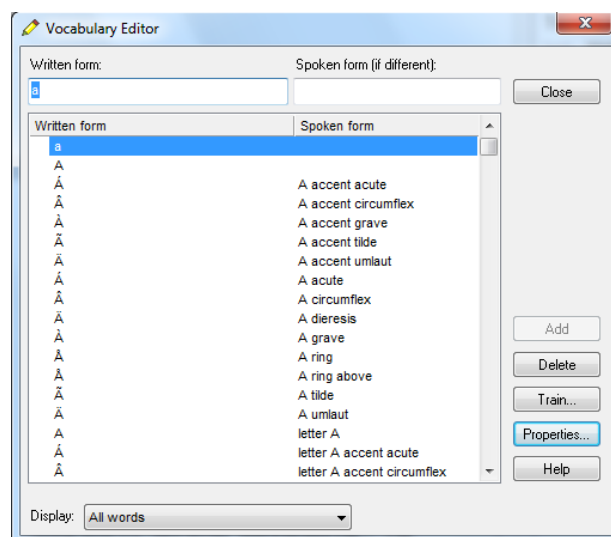 Vocabulary Editor
Written form: Spoken form (if different):
a
Close
Written form Spoken form
a
A
Á A accent acute
Â A accent circumflex
À A accent grave
Ã A accent tilde
Ä A accent umlaut
Á A acute
Â A circumflex
Ä A dieresis
À A grave
Å A ring
Å A ring above
Ã A tilde
Ä A umlaut
A letter A
Á letter A accent acute
Â letter A accent circumflex
Add
Delete
Train...
Properties...
Help
Display: All words